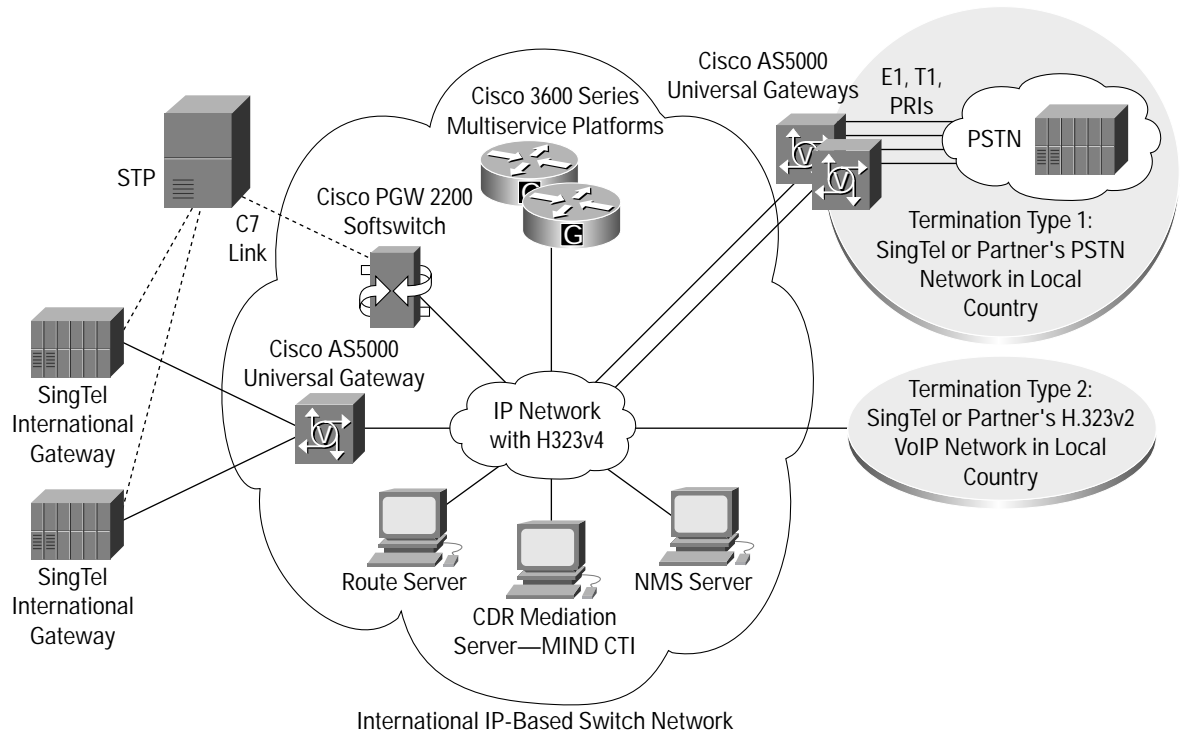 Cisco AS5000
Universal Gateways
E1, T1,
PRIs
PSTN
Cisco 3600 Series
Multiservice Platforms
STP
C7
Link
Cisco PGW 2200
Softswitch
G
G
V
V
Termination Type 1:
SingTel or Partner's PSTN
Network in Local
Country
SingTel
International
Gateway
Cisco AS5000
Universal Gateway
V
IP Network
with H323v4
Termination Type 2:
SingTel or Partner's H.323v2
VoIP Network in Local
Country
SingTel
International
Gateway
Route Server
CDR Mediation
Server—MIND CTI
NMS Server
International IP-Based Switch Network